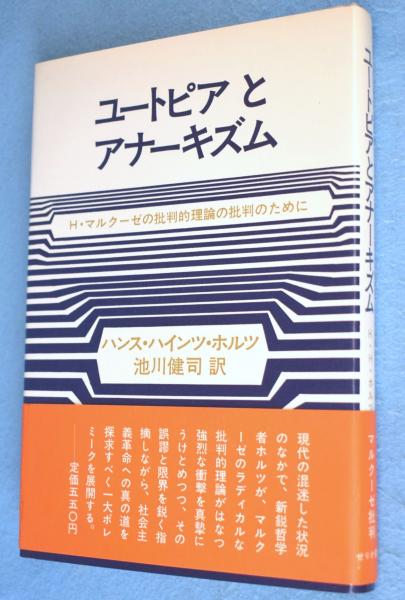 ユートピアと
アナーキズム
H・マルクーゼの批判的理論の批判のために
ハンス・ハインツ・ホルツ
池川健司 訳
現代の混迷した状況
のなかで、新鋭哲学
者ホルツが、マルク
ーゼのラディカルな
批判的理論がはなつ
強烈な衝撃を真摯に
うけとめつつ、その
誤謬と限界を鋭く指
摘しながら、社会主
義革命への真の道を
探求すべく一大ポレ
ミークを展開する。
——定価五五〇円
ユートピアとアナーキズム
H・H・ホルツ
マルクーゼ批判